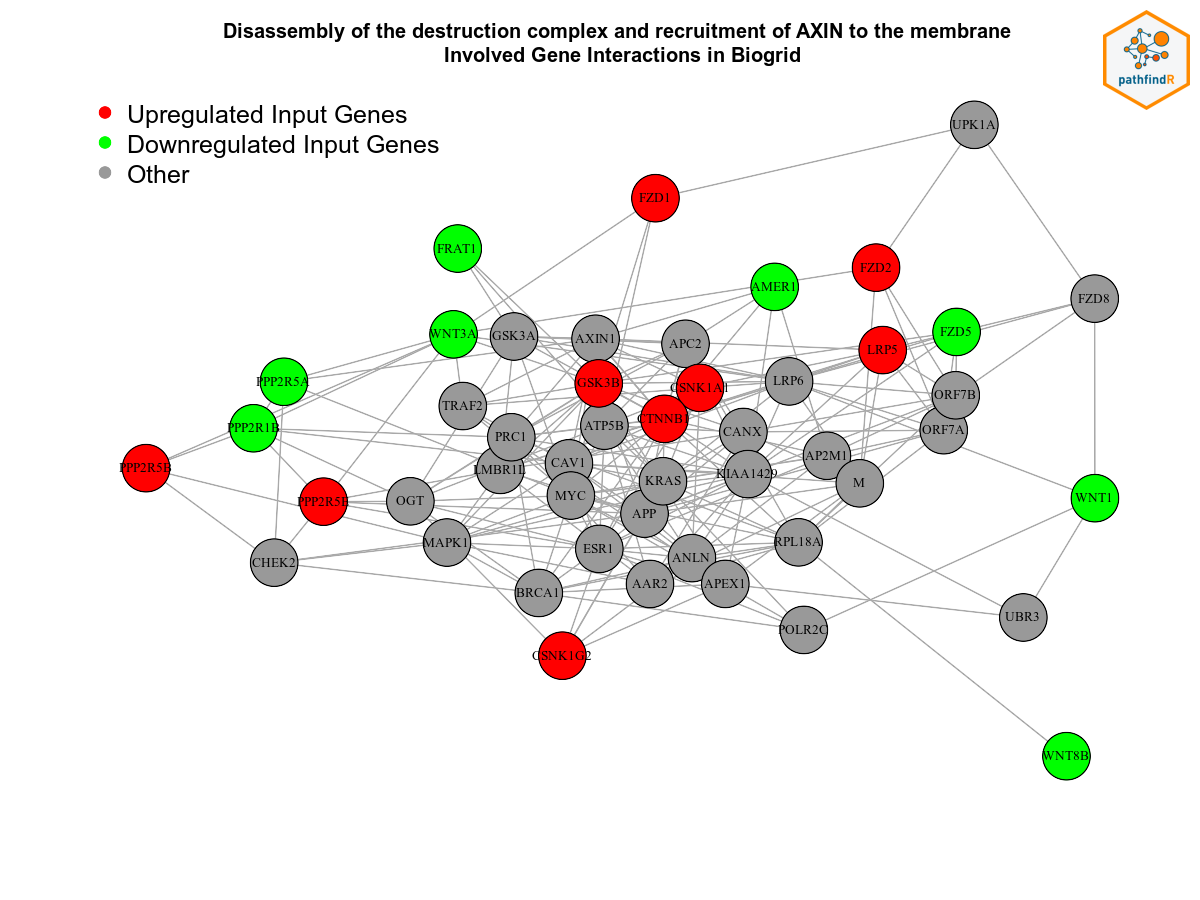 Disassembly of the destruction complex and recruitment of AXIN to the membrane
Involved Gene Interactions in Biogrid
pathfindR
Upregulated Input Genes
Downregulated Input Genes
Other
UPK1A
FZD1
FRAT1
FZD2
AMER1
FZD8
WNT3A
GSK3A
AXIN1
APC2
LRP5
FZD5
PPP2R5A
GSK3B
CSNK1A1
LRP6
ORF7B
TRAF2
PPP2R1B
PRC1
ATP5B
CTNNB1
CANX
ORF7A
PPP2R5B
LMBR1L
CAV1
KRAS
KIAA1429
AP2M1
M
PPP2R5E
OGT
MYC
APP
WNT1
CHEK2
MAPK1
ESR1
ANLN
RPL18A
BRCA1
AAR2
APEX1
POLR2C
UBR3
CSNK1G2
WNT8B